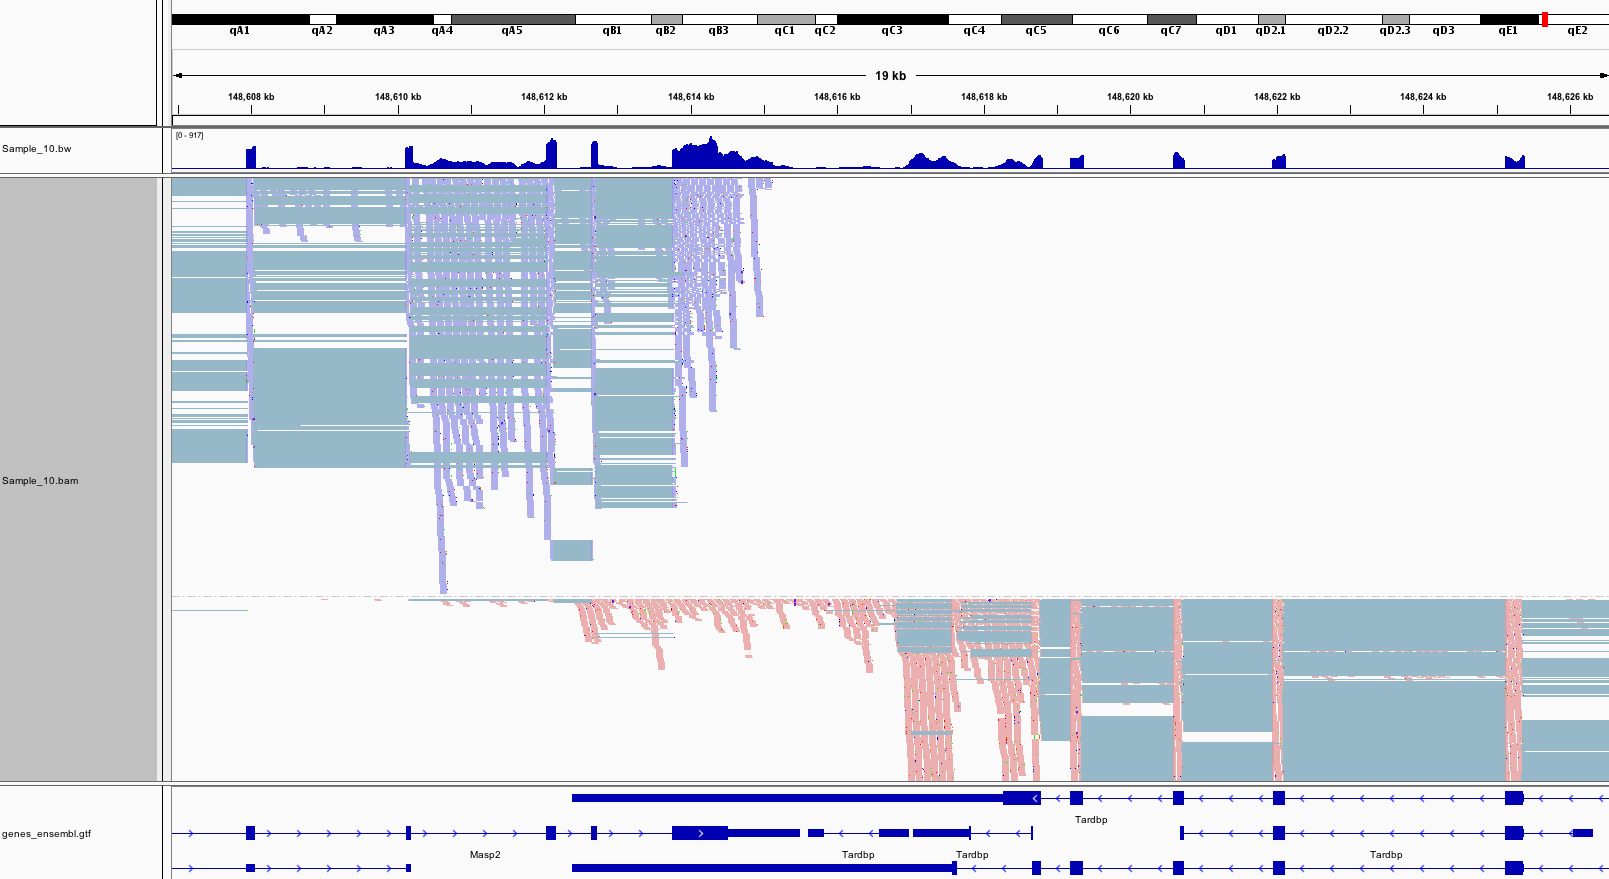 qA1 qA2 qA3 qA4 qA5 qB1 qB2 qB3 qC1 qC2 qC3 qC4 qC5 qC6 qC7 qD1 qD2.1 qD2.2 qD2.3 qD3 qE1 qE2
19 kb
148,608 kb 148,610 kb 148,612 kb 148,614 kb 148,616 kb 148,618 kb 148,620 kb 148,622 kb 148,624 kb 148,626 kb
[0 - 917]
Sample_10.bw
Sample_10.bam
Tardbp
genes_ensembl.gtf
Masp2 Tardbp Tardbp Tardbp